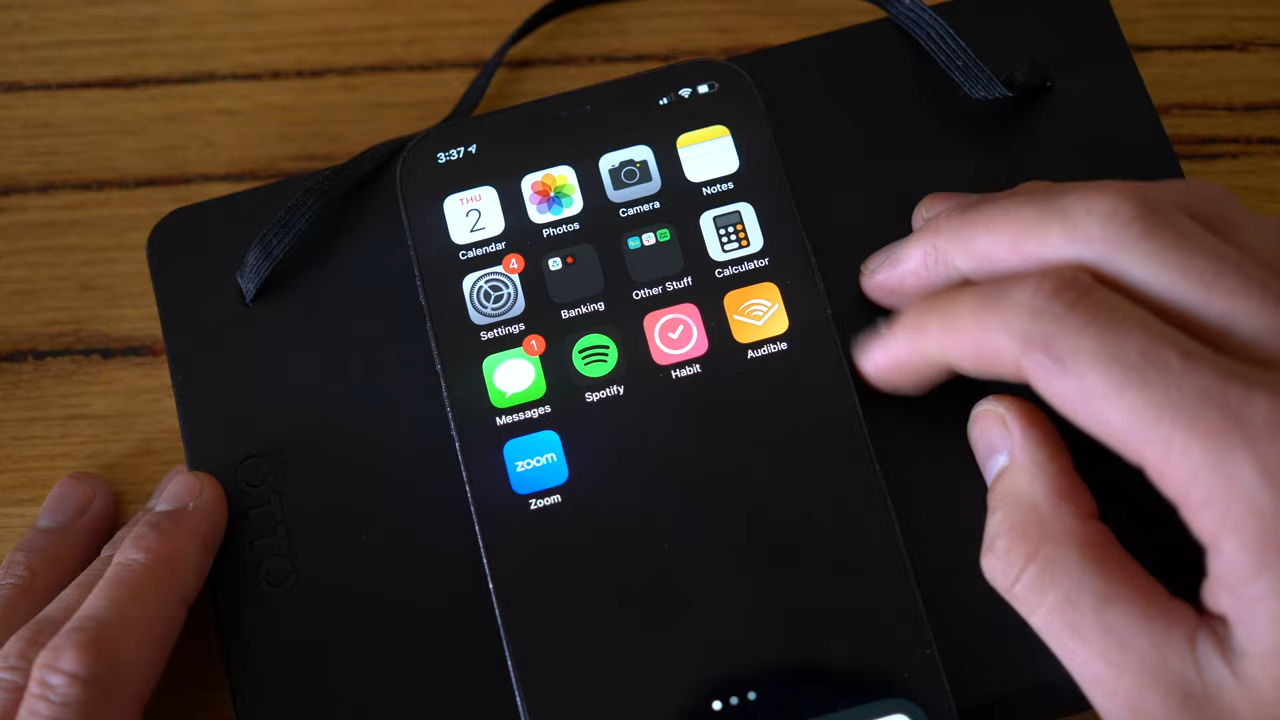 3:37
THU
2
Calendar
Photos
Camera
Notes
4
Settings
Banking
Other Stuff
Calculator
1
Messages
Spotify
Habit
Audible
zoom
Zoom